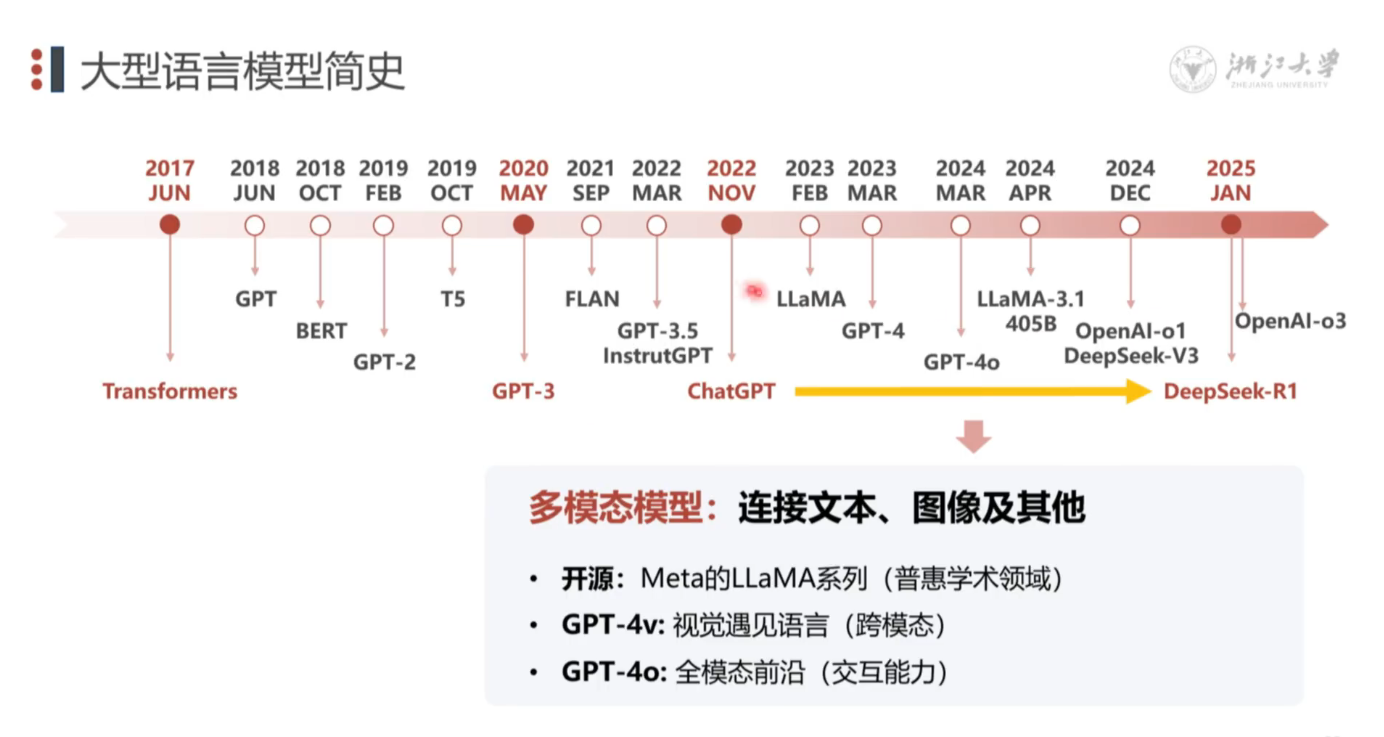 大型语言模型简史
浙江大学
ZHEJIANG UNIVERSITY
2017 2018 2018 2019 2019 2020 2021 2022 2022 2023 2023 2024 2024 2024 2025
JUN JUN OCT FEB OCT MAY SEP MAR NOV FEB MAR MAR APR DEC JAN
GPT T5 FLAN LLaMA LLaMA-3.1
405B OpenAI-o3
BERT GPT-3.5 GPT-4 OpenAI-o1
InstrutGPT DeepSeek-V3
GPT-2 GPT-4o
Transformers GPT-3 ChatGPT DeepSeek-R1
多模态模型：连接文本、图像及其他
• 开源：Meta的LLaMA系列（普惠学术领域）
• GPT-4v: 视觉遇见语言（跨模态）
• GPT-4o: 全模态前沿（交互能力）